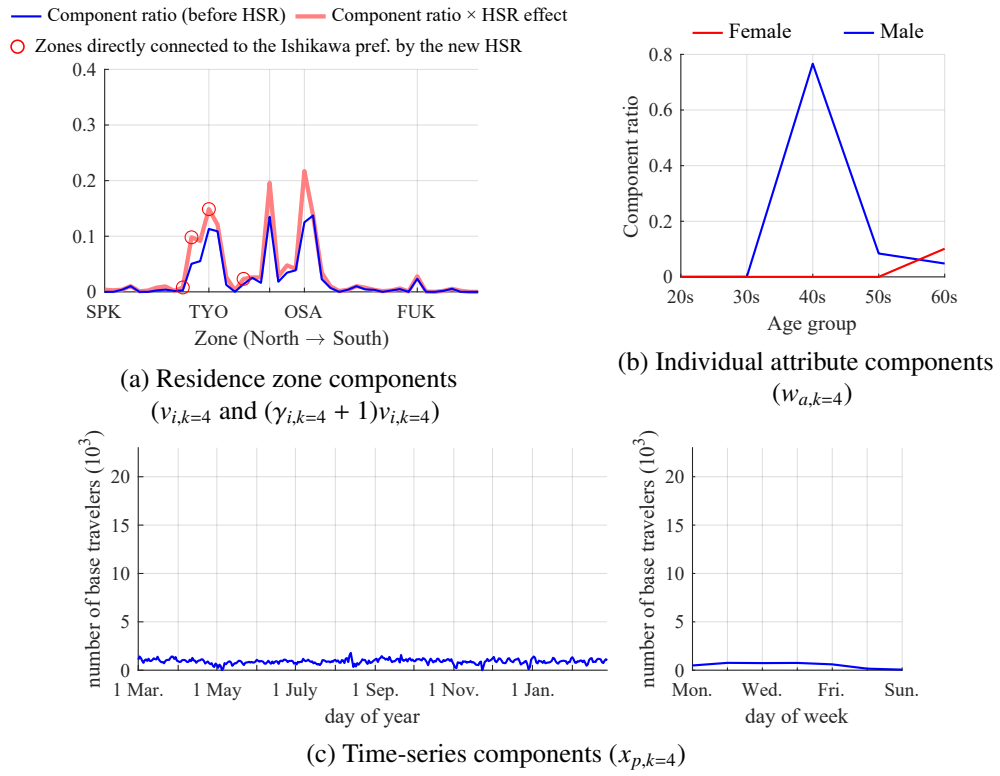 Component ratio (before HSR)  Component ratio × HSR effect
Zones directly connected to the Ishikawa pref. by the new HSR
0.4
0.3
0.2
0.1
0
SPK TYO OSA FUK
Zone (North → South)
(a) Residence zone components
(v_{i,k=4} and (γ_{i,k=4} + 1)v_{i,k=4})
Female Male
Component ratio
0.8
0.6
0.4
0.2
0
20s 30s 40s 50s 60s
Age group
(b) Individual attribute components
(w_{a,k=4})
number of base travelers (10^3)
20
15
10
5
0
1 Mar. 1 May 1 July 1 Sep. 1 Nov. 1 Jan.
day of year
number of base travelers (10^3)
20
15
10
5
0
Mon. Wed. Fri. Sun.
day of week
(c) Time-series components (x_{p,k=4})